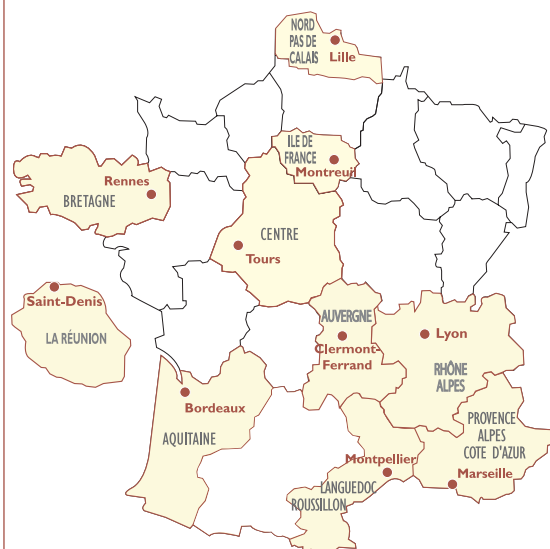 NORD
PAS DE
CALAIS
Lille
ILE DE
FRANCE
Montreuil
Rennes
BRETAGNE
CENTRE
Tours
Saint-Denis
LA RÉUNION
AUVERGNE
Clermont-
Ferrand
Lyon
RHÔNE
ALPES
Bordeaux
AQUITAINE
PROVENCE
ALPES
COTE D'AZUR
Montpellier
Marseille
LANGUEDOC
ROUSSILLON